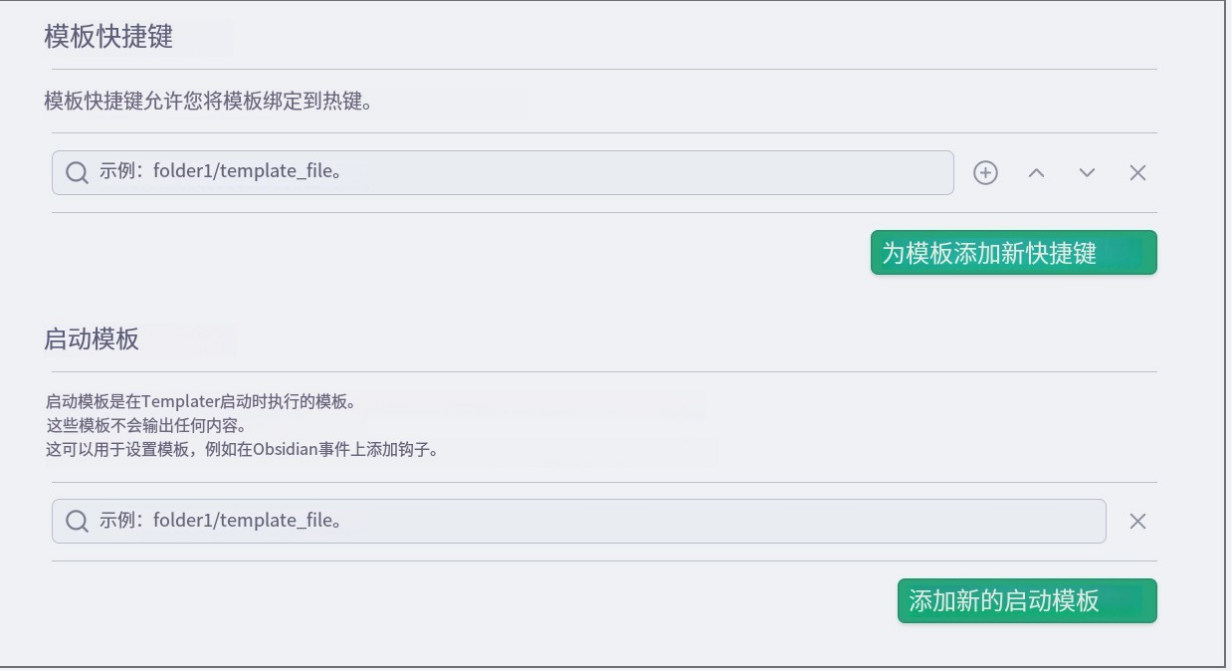 模板快捷键
模板快捷键允许您将模板绑定到热键。
示例：folder1/template_file。
为模板添加新快捷键
启动模板
启动模板是在Templater启动时执行的模板。
这些模板不会输出任何内容。
这可以用于设置模板，例如在Obsidian事件上添加钩子。
示例：folder1/template_file。
添加新的启动模板